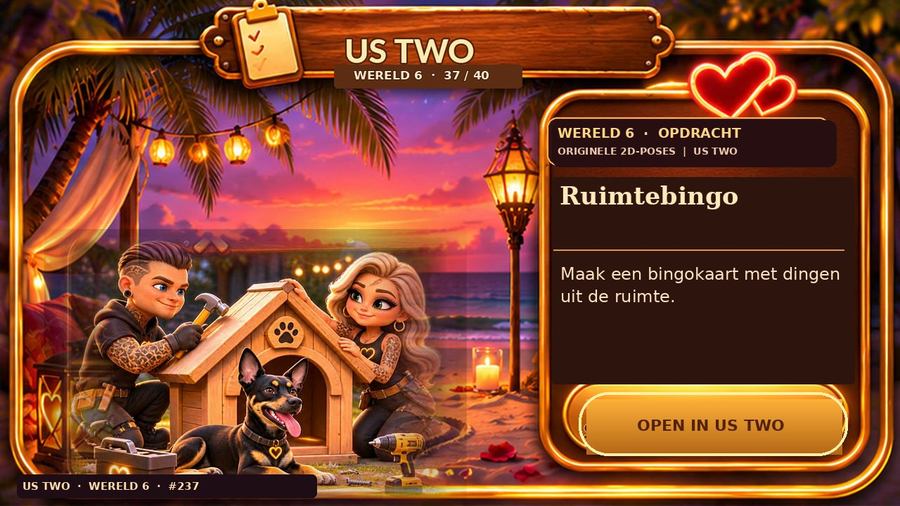 US TWO
WERELD 6 · 37 / 40
WERELD 6 · OPDRACHT
ORIGINELE 2D-POSES | US TWO
Ruimtebingo
Maak een bingokaart met dingen
uit de ruimte.
OPEN IN US TWO
US TWO · WERELD 6 · #237